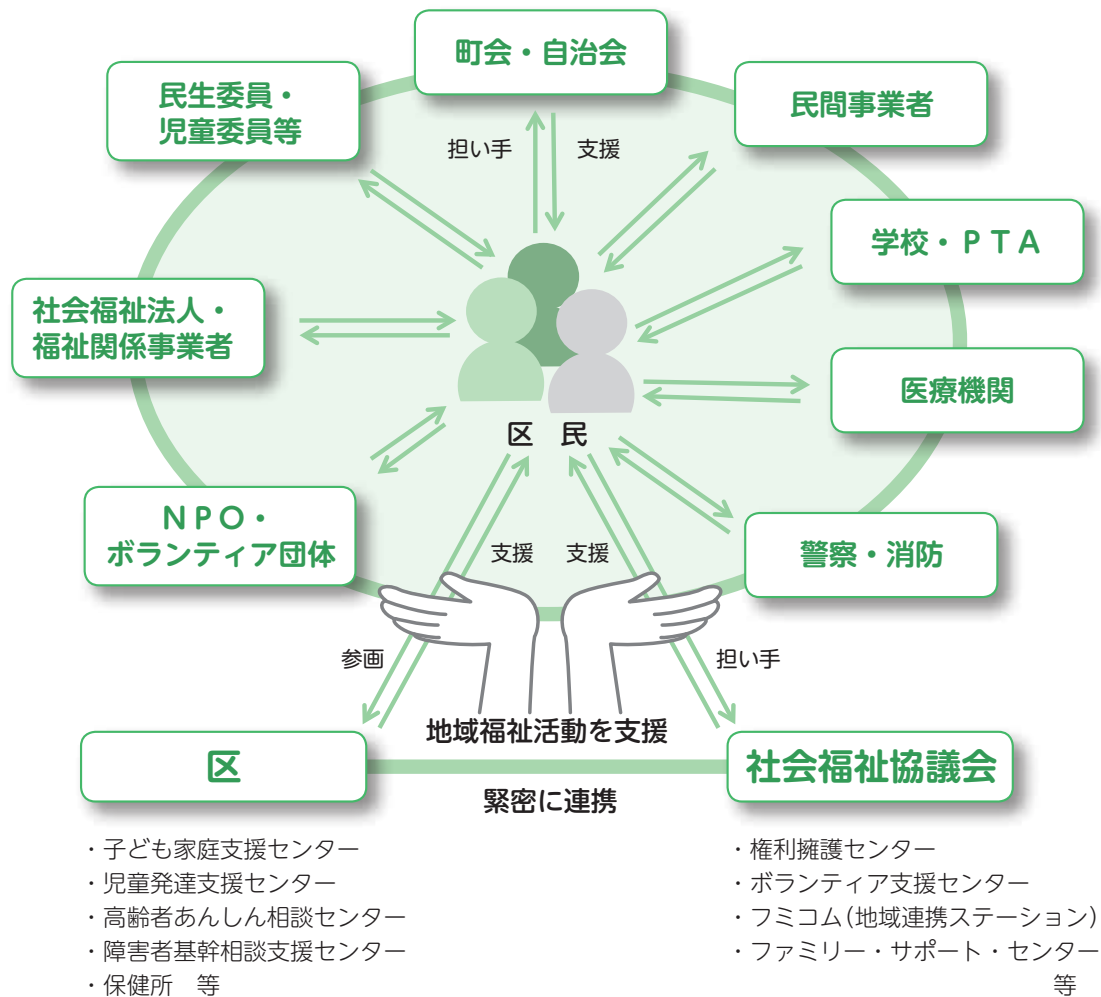 町会・自治会
民生委員・
児童委員等
民間事業者
担い手
支援
学校・ＰＴＡ
社会福祉法人・
福祉関係事業者
医療機関
区　民
ＮＰＯ・
ボランティア団体
支援
支援
警察・消防
参画
担い手
地域福祉活動を支援
区
社会福祉協議会
緊密に連携
・子ども家庭支援センター
・児童発達支援センター
・高齢者あんしん相談センター
・障害者基幹相談支援センター
・保健所　等
・権利擁護センター
・ボランティア支援センター
・フミコム(地域連携ステーション)
・ファミリー・サポート・センター
等